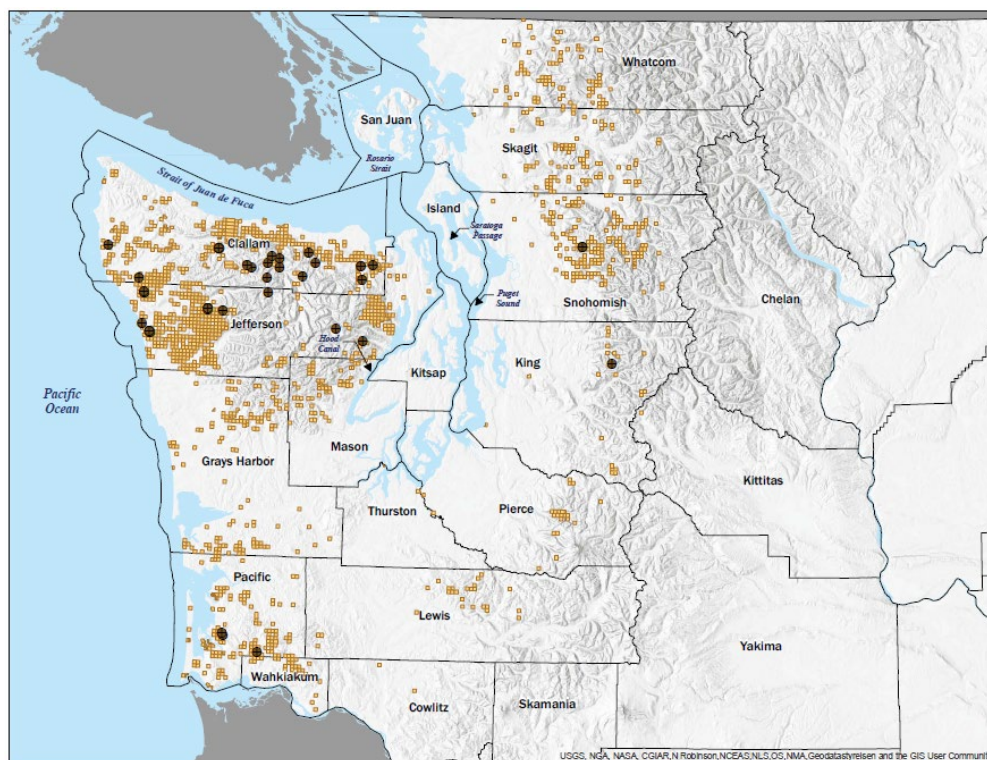 Whatcom
San Juan
Skagit
Rosario
Strait
Strait of Juan de Fuca
Island
Saratoga
Passage
Clallam
Puget
Sound
Snohomish
Chelan
Jefferson
Hood
Canal
King
Kitsap
Pacific
Ocean
Mason
Grays Harbor
Kittitas
Thurston
Pierce
Pacific
Lewis
Yakima
Wahkiakum
Cowlitz
Skamania
USGS, NGA, NASA, CGIAR,N Robinson,NCEAS,NLS,OS,NMA,Geodatastyrelsen and the GIS User Communit